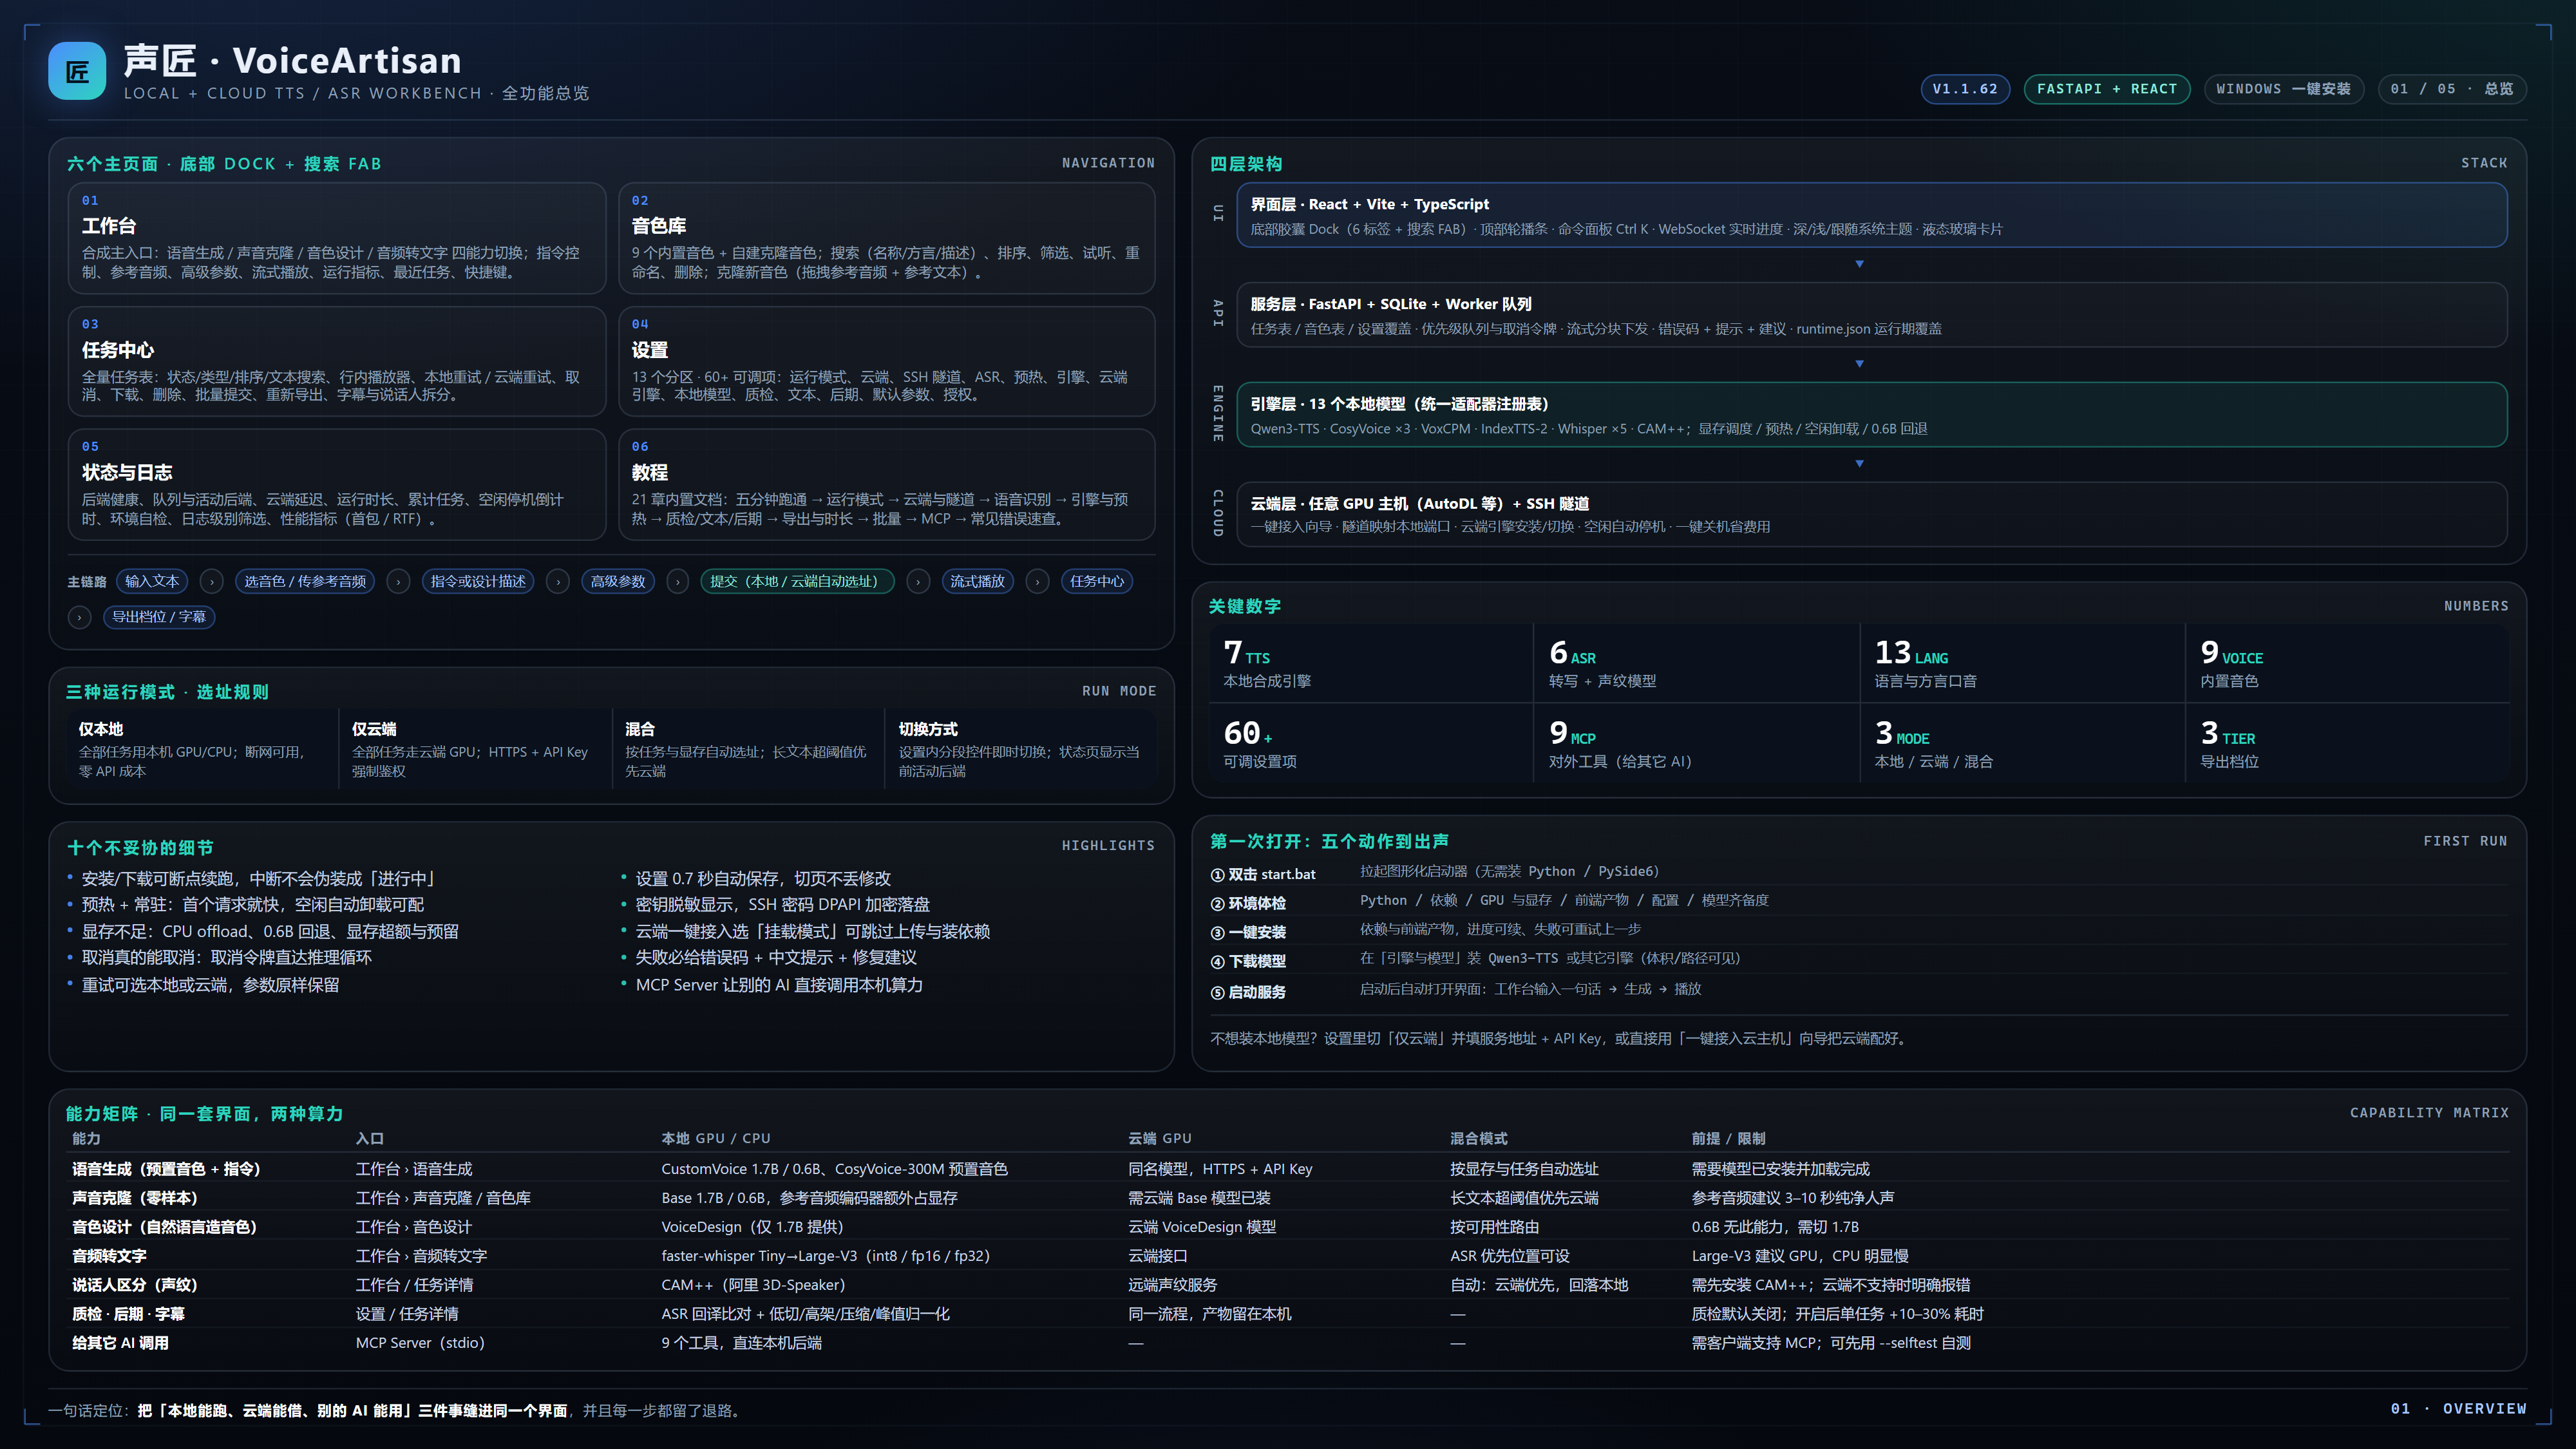 匠
声匠 · VoiceArtisan
LOCAL + CLOUD TTS / ASR WORKBENCH · 全功能总览
V1.1.62
FASTAPI + REACT
WINDOWS 一键安装
01 / 05 · 总览
六个主页面 · 底部 DOCK + 搜索 FAB
NAVIGATION
01
工作台
合成主入口：语音生成 / 声音克隆 / 音色设计 / 音频转文字 四能力切换；指令控
制、参考音频、高级参数、流式播放、运行指标、最近任务、快捷键。
02
音色库
9 个内置音色 + 自建克隆音色；搜索（名称/方言/描述）、排序、筛选、试听、重
命名、删除；克隆新音色（拖拽参考音频 + 参考文本）。
03
任务中心
全量任务表：状态/类型/排序/文本搜索、行内播放器、本地重试 / 云端重试、取
消、下载、删除、批量提交、重新导出、字幕与说话人拆分。
04
设置
13 个分区 · 60+ 可调项：运行模式、云端、SSH 隧道、ASR、预热、引擎、云端
引擎、本地模型、质检、文本、后期、默认参数、授权。
05
状态与日志
后端健康、队列与活动后端、云端延迟、运行时长、累计任务、空闲停机倒计
时、环境自检、日志级别筛选、性能指标（首包 / RTF）。
06
教程
21 章内置文档：五分钟跑通 → 运行模式 → 云端与隧道 → 语音识别 → 引擎与预
热 → 质检/文本/后期 → 导出与时长 → 批量 → MCP → 常见错误速查。
主链路 输入文本 › 选音色 / 传参考音频 › 指令或设计描述 › 高级参数 › 提交（本地 / 云端自动选址） › 流式播放 › 任务中心
› 导出档位 / 字幕
三种运行模式 · 选址规则
RUN MODE
仅本地
全部任务用本机 GPU/CPU；断网可用，
零 API 成本
仅云端
全部任务走云端 GPU；HTTPS + API Key
强制鉴权
混合
按任务与显存自动选址；长文本超阈值优
先云端
切换方式
设置内分段控件即时切换；状态页显示当
前活动后端
十个不妥协的细节
HIGHLIGHTS
• 安装/下载可断点续跑，中断不会伪装成「进行中」
• 预热 + 常驻：首个请求就快，空闲自动卸载可配
• 显存不足：CPU offload、0.6B 回退、显存超额与预留
• 取消真的能取消：取消令牌直达推理循环
• 重试可选本地或云端，参数原样保留
• 设置 0.7 秒自动保存，切页不丢修改
• 密钥脱敏显示，SSH 密码 DPAPI 加密落盘
• 云端一键接入选「挂载模式」可跳过上传与装依赖
• 失败必给错误码 + 中文提示 + 修复建议
• MCP Server 让别的 AI 直接调用本机算力
四层架构
STACK
UI
界面层 · React + Vite + TypeScript
底部胶囊 Dock（6 标签 + 搜索 FAB）· 顶部轮播条 · 命令面板 Ctrl K · WebSocket 实时进度 · 深/浅/跟随系统主题 · 液态玻璃卡片
▼
API
服务层 · FastAPI + SQLite + Worker 队列
任务表 / 音色表 / 设置覆盖 · 优先级队列与取消令牌 · 流式分块下发 · 错误码 + 提示 + 建议 · runtime.json 运行期覆盖
▼
ENGINE
引擎层 · 13 个本地模型（统一适配器注册表）
Qwen3-TTS · CosyVoice ×3 · VoxCPM · IndexTTS-2 · Whisper ×5 · CAM++；显存调度 / 预热 / 空闲卸载 / 0.6B 回退
▼
CLOUD
云端层 · 任意 GPU 主机（AutoDL 等）+ SSH 隧道
一键接入向导 · 隧道映射本地端口 · 云端引擎安装/切换 · 空闲自动停机 · 一键关机省费用
关键数字
NUMBERS
7 TTS
本地合成引擎
6 ASR
转写 + 声纹模型
13 LANG
语言与方言口音
9 VOICE
内置音色
60 +
可调设置项
9 MCP
对外工具（给其它 AI）
3 MODE
本地 / 云端 / 混合
3 TIER
导出档位
第一次打开：五个动作到出声
FIRST RUN
① 双击 start.bat 拉起图形化启动器（无需装 Python / PySide6）
② 环境体检 Python / 依赖 / GPU 与显存 / 前端产物 / 配置 / 模型齐备度
③ 一键安装 依赖与前端产物，进度可续、失败可重试上一步
④ 下载模型 在「引擎与模型」装 Qwen3-TTS 或其它引擎（体积/路径可见）
⑤ 启动服务 启动后自动打开界面：工作台输入一句话 → 生成 → 播放
不想装本地模型？设置里切「仅云端」并填服务地址 + API Key，或直接用「一键接入云主机」向导把云端配好。
能力矩阵 · 同一套界面，两种算力
CAPABILITY MATRIX
能力 入口 本地 GPU / CPU 云端 GPU 混合模式 前提 / 限制
语音生成（预置音色 + 指令） 工作台 › 语音生成 CustomVoice 1.7B / 0.6B、CosyVoice-300M 预置音色 同名模型，HTTPS + API Key 按显存与任务自动选址 需要模型已安装并加载完成
声音克隆（零样本） 工作台 › 声音克隆 / 音色库 Base 1.7B / 0.6B，参考音频编码器额外占显存 需云端 Base 模型已装 长文本超阈值优先云端 参考音频建议 3–10 秒纯净人声
音色设计（自然语言造音色） 工作台 › 音色设计 VoiceDesign（仅 1.7B 提供） 云端 VoiceDesign 模型 按可用性路由 0.6B 无此能力，需切 1.7B
音频转文字 工作台 › 音频转文字 faster-whisper Tiny→Large-V3（int8 / fp16 / fp32） 云端接口 ASR 优先位置可设 Large-V3 建议 GPU，CPU 明显慢
说话人区分（声纹） 工作台 / 任务详情 CAM++（阿里 3D-Speaker） 远端声纹服务 自动：云端优先，回落本地 需先安装 CAM++；云端不支持时明确报错
质检 · 后期 · 字幕 设置 / 任务详情 ASR 回译比对 + 低切/高架/压缩/峰值归一化 同一流程，产物留在本机 — 质检默认关闭；开启后单任务 +10–30% 耗时
给其它 AI 调用 MCP Server（stdio） 9 个工具，直连本机后端 — — 需客户端支持 MCP；可先用 --selftest 自测
一句话定位：把「本地能跑、云端能借、别的 AI 能用」三件事缝进同一个界面，并且每一步都留了退路。
01 · OVERVIEW